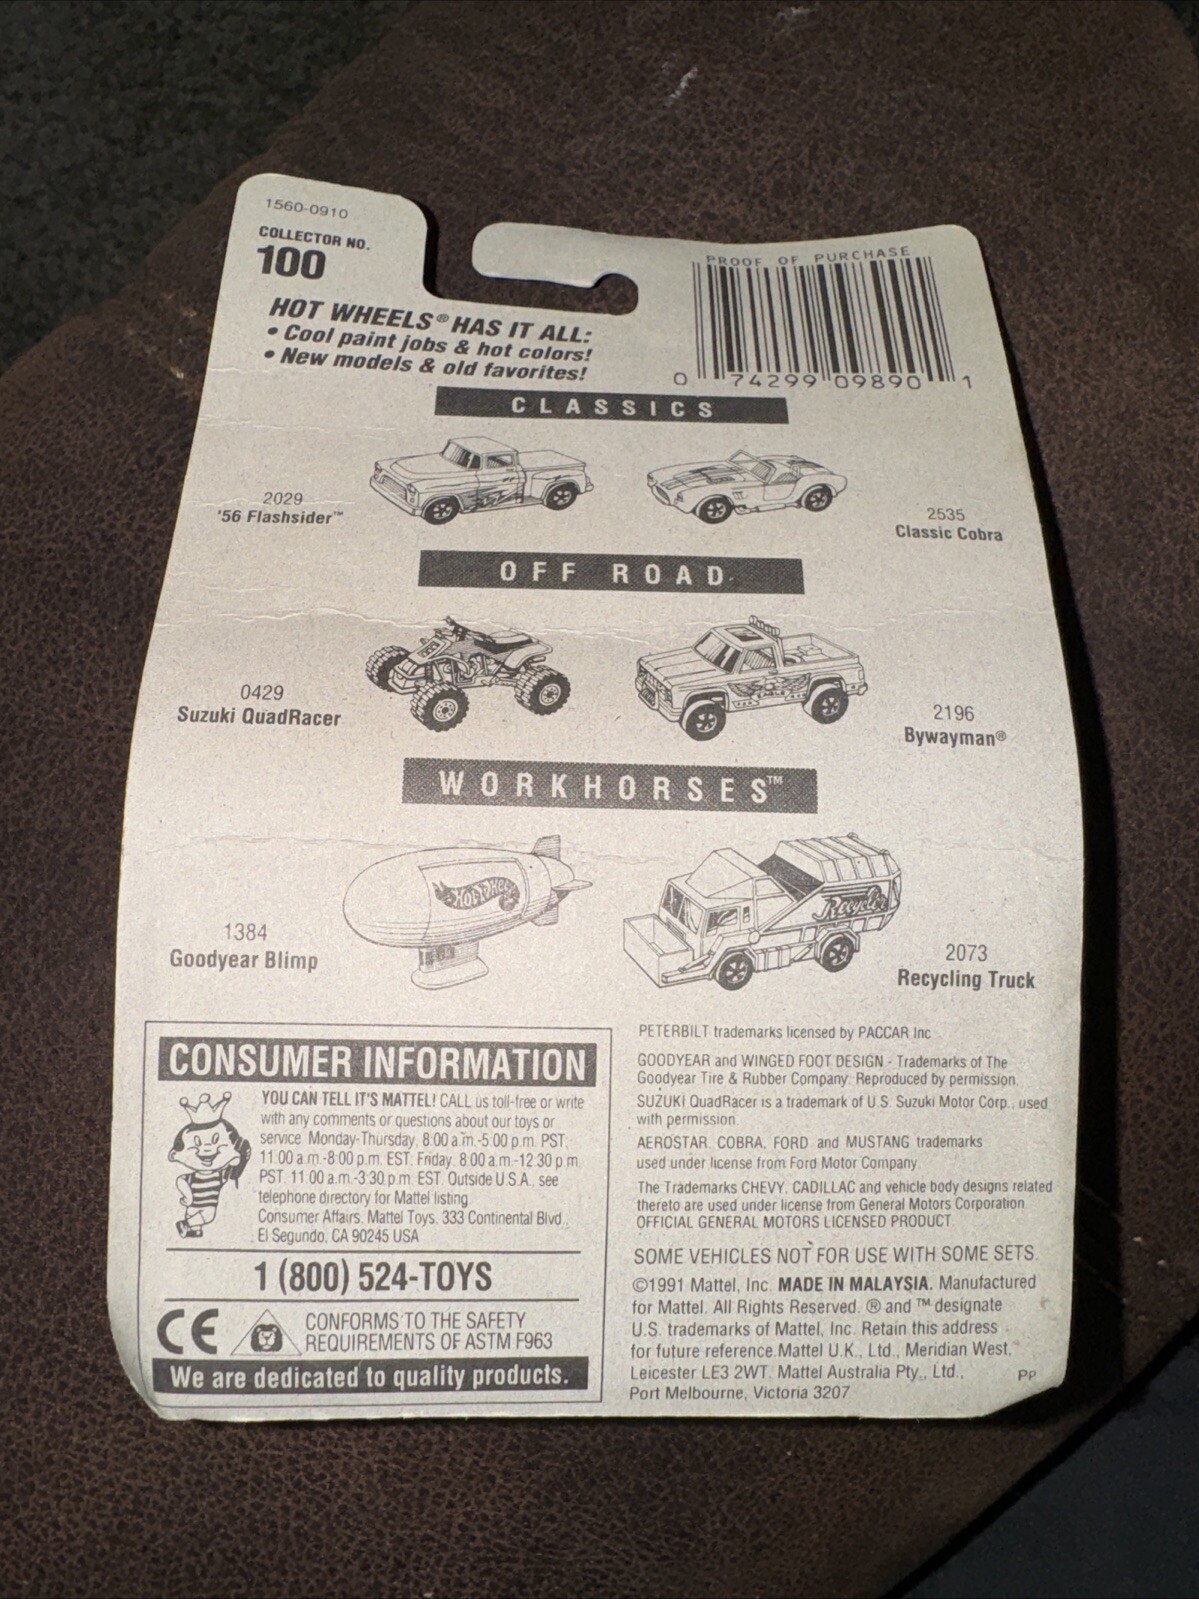 1560-0910
COLLECTOR NO.
100
HOT WHEELS® HAS IT ALL:
• Cool paint jobs & hot colors!
• New models & old favorites!
PROOF OF PURCHASE
0 74299 09890 1
CLASSICS
2029
'56 Flashsider™
2535
Classic Cobra
OFF ROAD
0429
Suzuki QuadRacer
2196
Bywayman®
WORKHORSES™
HOT WHEELS
1384
Goodyear Blimp
Recycler
2073
Recycling Truck
CONSUMER INFORMATION
YOU CAN TELL IT'S MATTEL! CALL us toll-free or write
with any comments or questions about our toys or
service. Monday-Thursday, 8:00 a.m.-5:00 p.m. PST,
11:00 a.m.-8:00 p.m. EST. Friday, 8:00 a.m.-12:30 p.m.
PST, 11:00 a.m.-3:30 p.m. EST. Outside U.S.A., see
telephone directory for Mattel listing.
Consumer Affairs, Mattel Toys, 333 Continental Blvd.,
El Segundo, CA 90245 USA
1 (800) 524-TOYS
CE
CONFORMS TO THE SAFETY
REQUIREMENTS OF ASTM F963
We are dedicated to quality products.
PETERBILT trademarks licensed by PACCAR Inc
GOODYEAR and WINGED FOOT DESIGN - Trademarks of The
Goodyear Tire & Rubber Company. Reproduced by permission.
SUZUKI QuadRacer is a trademark of U.S. Suzuki Motor Corp., used
with permission.
AEROSTAR, COBRA, FORD and MUSTANG trademarks
used under license from Ford Motor Company.
The Trademarks CHEVY, CADILLAC and vehicle body designs related
thereto are used under license from General Motors Corporation.
OFFICIAL GENERAL MOTORS LICENSED PRODUCT
SOME VEHICLES NOT FOR USE WITH SOME SETS.
©1991 Mattel, Inc. MADE IN MALAYSIA. Manufactured
for Mattel. All Rights Reserved. ® and ™ designate
U.S. trademarks of Mattel, Inc. Retain this address
for future reference.Mattel U.K., Ltd., Meridian West,
Leicester LE3 2WT. Mattel Australia Pty., Ltd.,
Port Melbourne, Victoria 3207.
PP